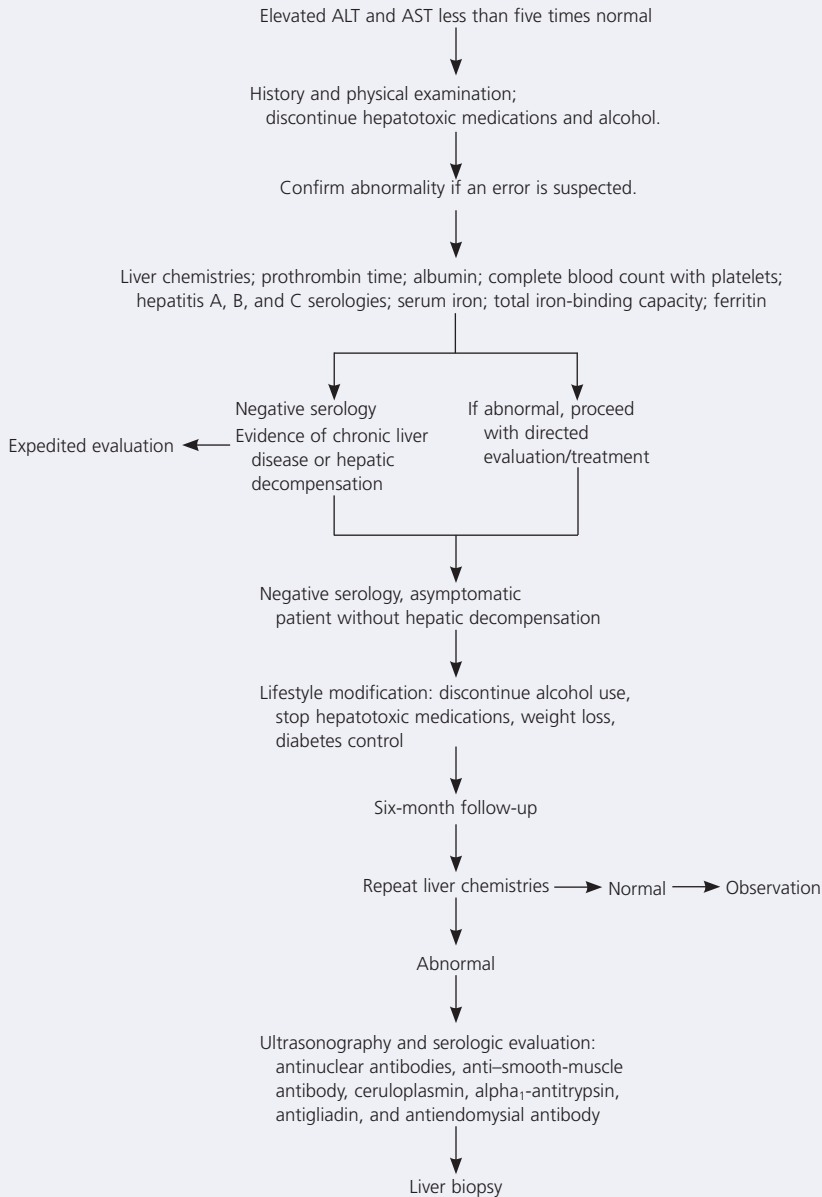 Elevated ALT and AST less than five times normal
History and physical examination;
discontinue hepatotoxic medications and alcohol.
Confirm abnormality if an error is suspected.
Liver chemistries; prothrombin time; albumin; complete blood count with platelets;
hepatitis A, B, and C serologies; serum iron; total iron-binding capacity; ferritin
Negative serology
Evidence of chronic liver
disease or hepatic
decompensation
Expedited evaluation
If abnormal, proceed
with directed
evaluation/treatment
Negative serology, asymptomatic
patient without hepatic decompensation
Lifestyle modification: discontinue alcohol use,
stop hepatotoxic medications, weight loss,
diabetes control
Six-month follow-up
Repeat liver chemistries
Normal
Observation
Abnormal
Ultrasonography and serologic evaluation:
antinuclear antibodies, anti–smooth-muscle
antibody, ceruloplasmin, alpha₁-antitrypsin,
antigliadin, and antiendomysial antibody
Liver biopsy